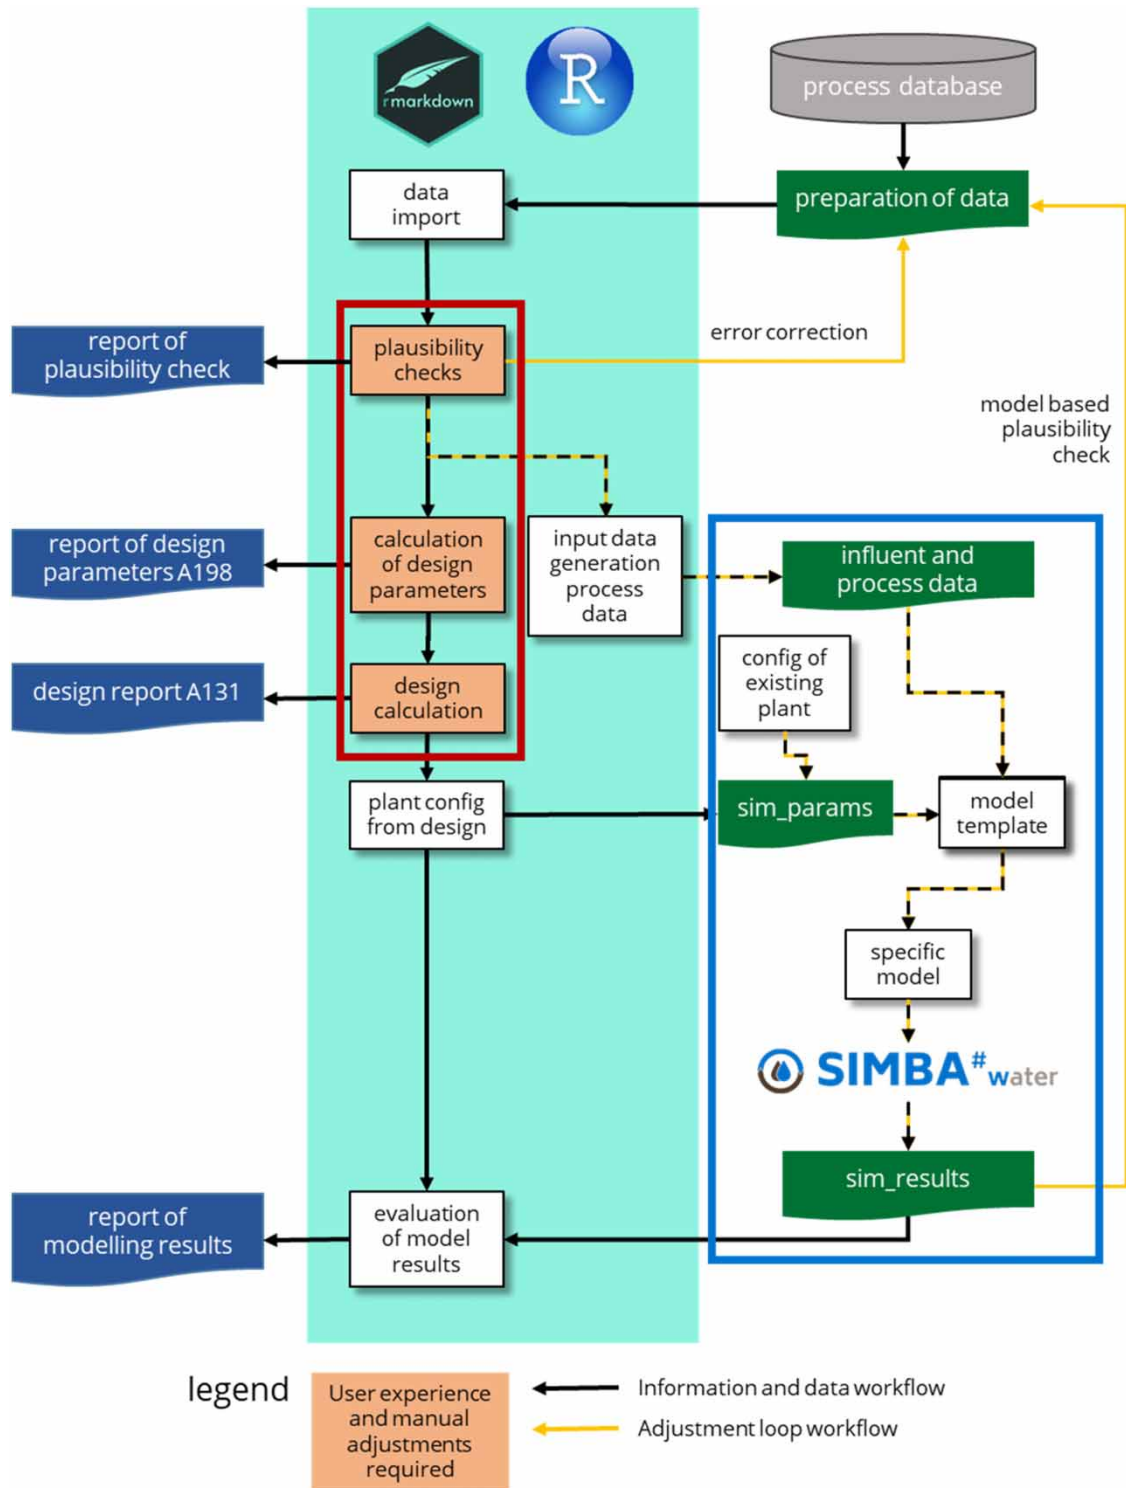 rmarkdown
R
process database
data
import
preparation of data
report of
plausibility check
plausibility
checks
error correction
model based
plausibility
check
report of design
parameters A198
calculation
of design
parameters
input data
generation
process
data
influent and
process data
config of
existing
plant
design report A131
design
calculation
plant config
from design
sim_params
model
template
specific
model
SIMBA#water
sim_results
report of
modelling results
evaluation
of model
results
legend
User experience
and manual
adjustments
required
Information and data workflow
Adjustment loop workflow